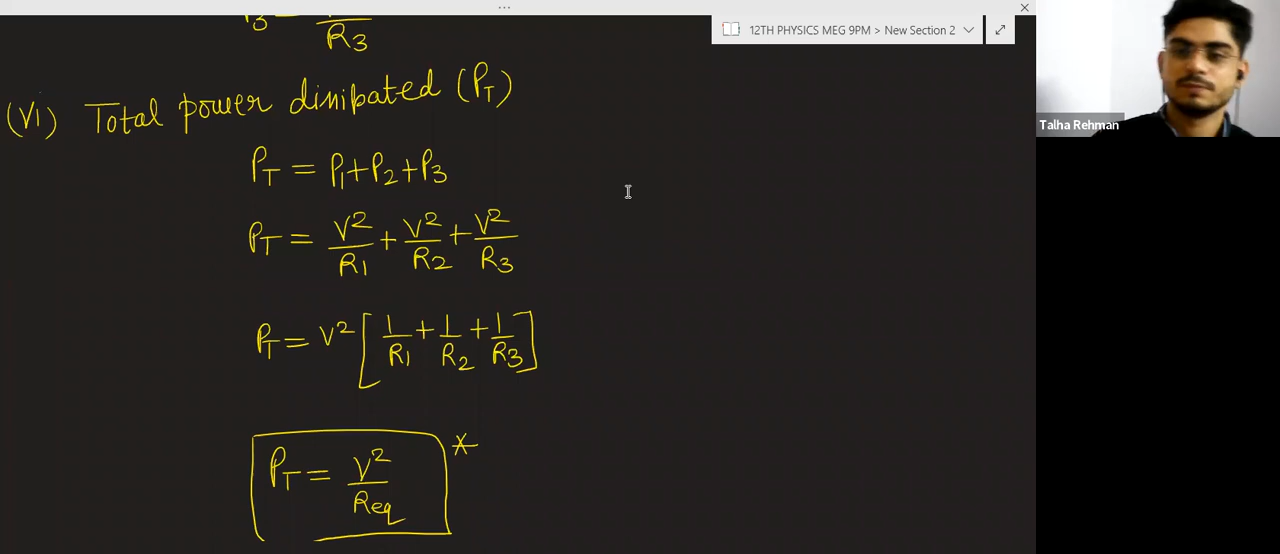 12TH PHYSICS MEG 9PM > New Section 2
R3
(Vi) Total power dissipated (PT)
PT = P1+P2+P3
PT = V²/R1 + V²/R2 + V²/R3
PT = V² [1/R1 + 1/R2 + 1/R3]
PT = V²/Req *
Talha Rehman